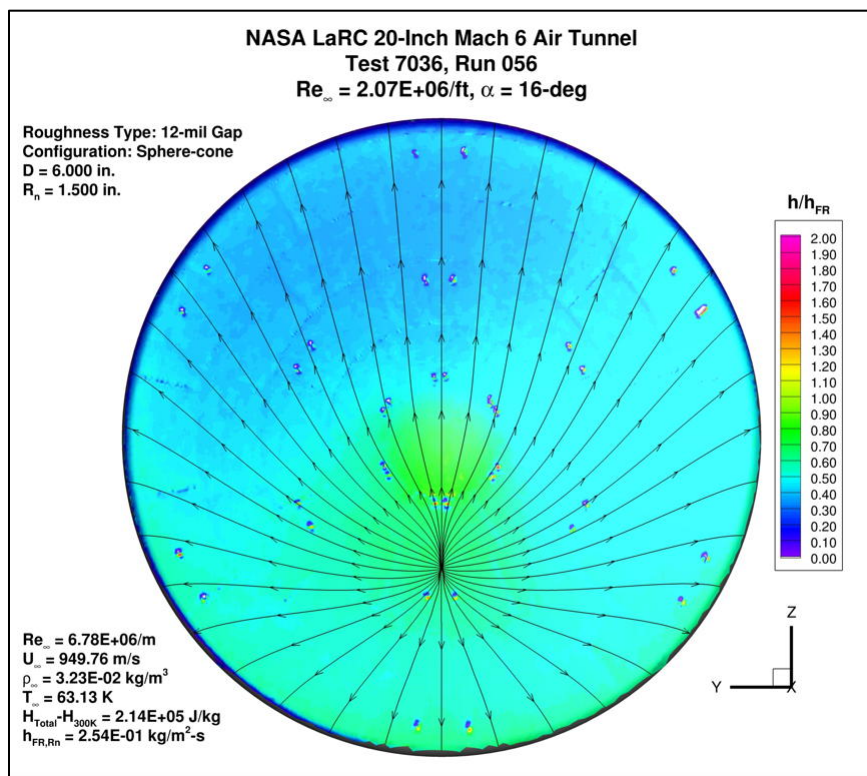 NASA LaRC 20-Inch Mach 6 Air Tunnel
Test 7036, Run 056
Re∞ = 2.07E+06/ft, α = 16-deg
Roughness Type: 12-mil Gap
Configuration: Sphere-cone
D = 6.000 in.
Rn = 1.500 in.
h/hFR
2.00
1.90
1.80
1.70
1.60
1.50
1.40
1.30
1.20
1.10
1.00
0.90
0.80
0.70
0.60
0.50
0.40
0.30
0.20
0.10
0.00
Z
Y
X
Re∞ = 6.78E+06/m
U∞ = 949.76 m/s
ρ∞ = 3.23E-02 kg/m³
T∞ = 63.13 K
HTotal-H300K = 2.14E+05 J/kg
hFR,Rn = 2.54E-01 kg/m²-s